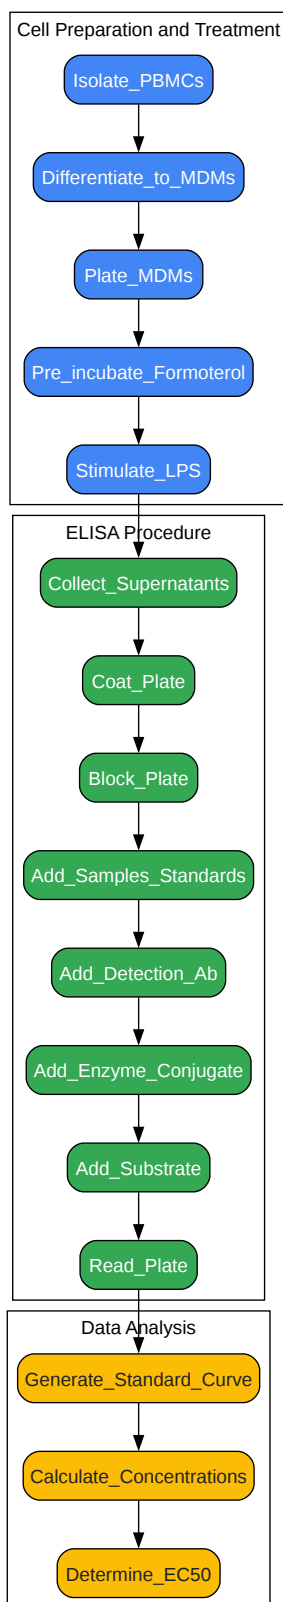 Cell Preparation and Treatment
Isolate_PBMCs
Differentiate_to_MDMs
Plate_MDMs
Pre_incubate_Formoterol
Stimulate_LPS
ELISA Procedure
Collect_Supernatants
Coat_Plate
Block_Plate
Add_Samples_Standards
Add_Detection_Ab
Add_Enzyme_Conjugate
Add_Substrate
Read_Plate
Data Analysis
Generate_Standard_Curve
Calculate_Concentrations
Determine_EC50